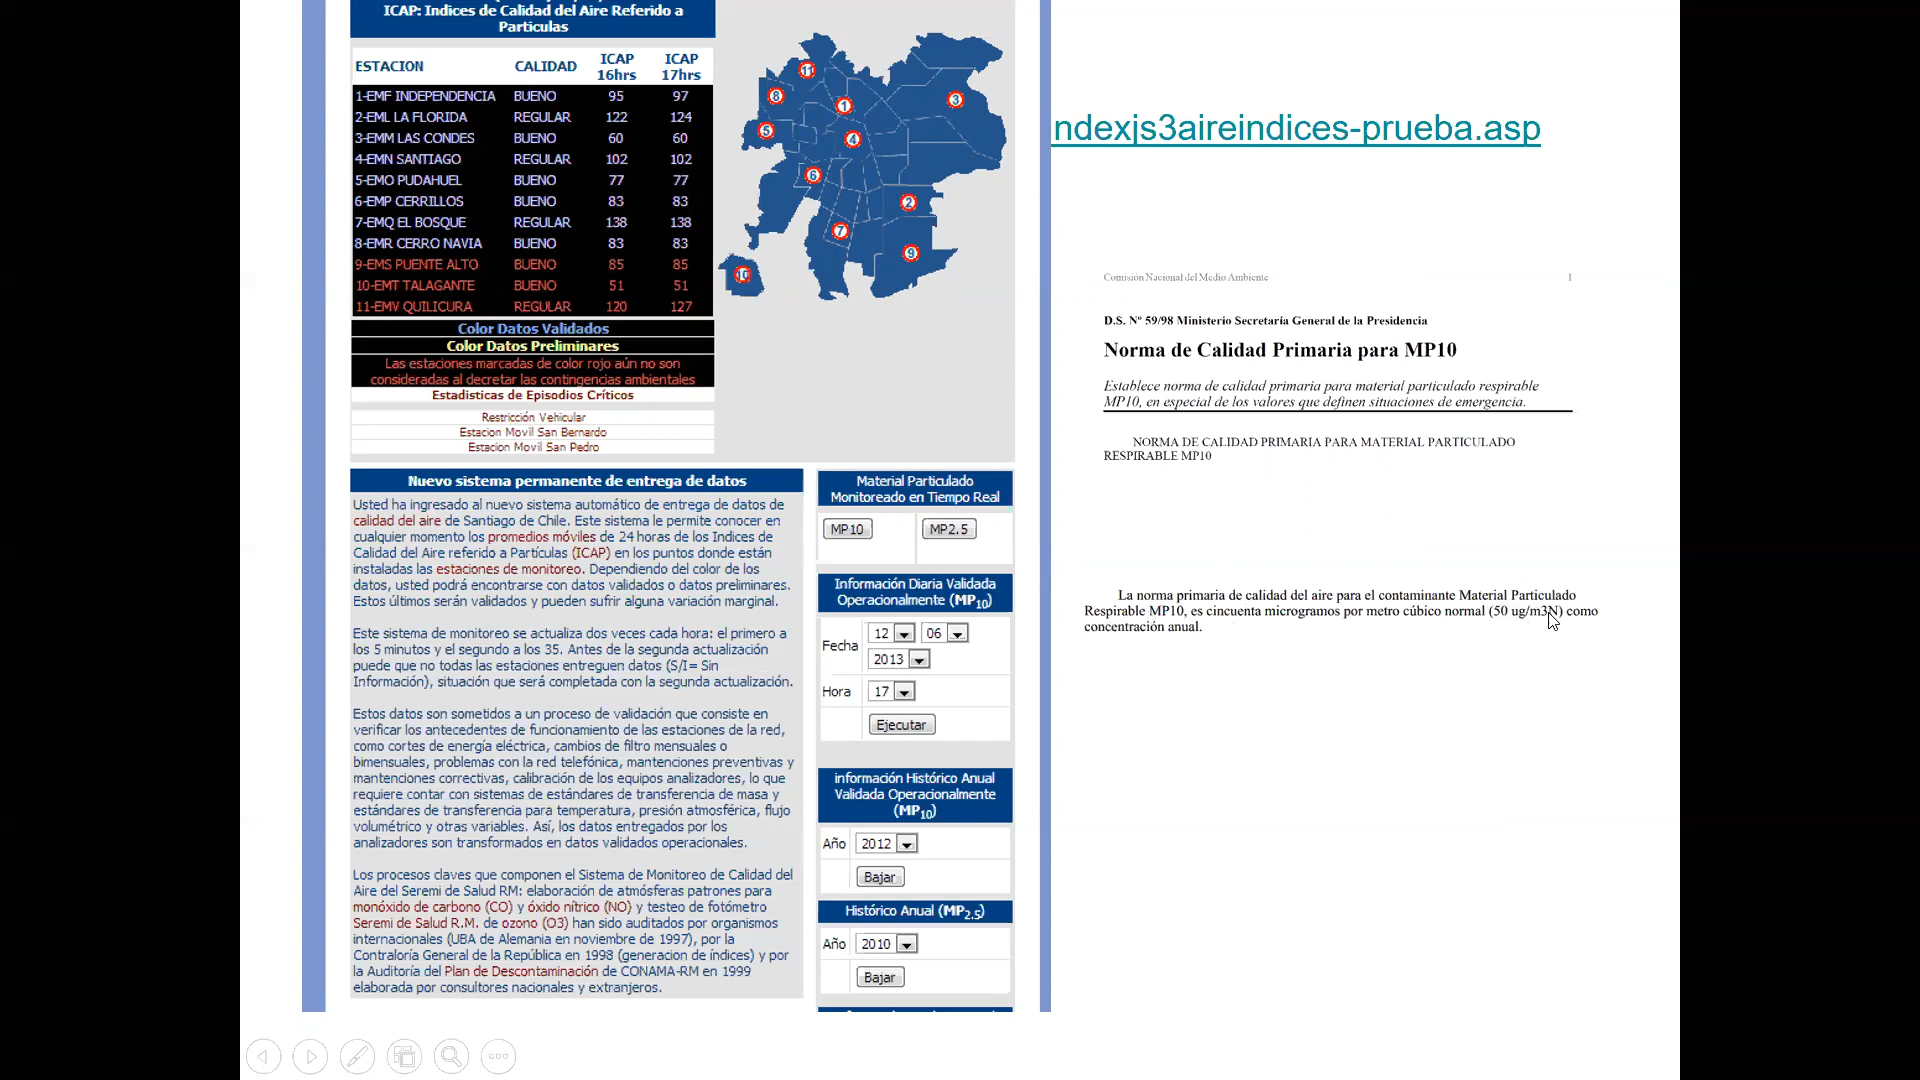 ICAP: Indices de Calidad del Aire Referido a
Particulas
ESTACION CALIDAD ICAP 16hrs ICAP 17hrs
1-EMF INDEPENDENCIA BUENO 95 97
2-EML LA FLORIDA REGULAR 122 124
3-EMM LAS CONDES BUENO 60 60
4-EMN SANTIAGO REGULAR 102 102
5-EMO PUDAHUEL BUENO 77 77
6-EMP CERRILLOS BUENO 83 83
7-EMQ EL BOSQUE REGULAR 138 138
8-EMR CERRO NAVIA BUENO 83 83
9-EMS PUENTE ALTO BUENO 85 85
10-EMT TALAGANTE BUENO 51 51
11-EMV QUILICURA REGULAR 120 127
Color Datos Validados
Color Datos Preliminares
Las estaciones marcadas de color rojo aún no son
consideradas al decretar las contingencias ambientales
Estadisticas de Episodios Críticos
Restricción Vehicular
Estacion Movil San Bernardo
Estacion Movil San Pedro
11
8
1
3
5
4
6
2
7
9
10
Nuevo sistema permanente de entrega de datos
Usted ha ingresado al nuevo sistema automático de entrega de datos de
calidad del aire de Santiago de Chile. Este sistema le permite conocer en
cualquier momento los promedios móviles de 24 horas de los Indices de
Calidad del Aire referido a Partículas (ICAP) en los puntos donde están
instaladas las estaciones de monitoreo. Dependiendo del color de los
datos, usted podrá encontrarse con datos validados o datos preliminares.
Estos últimos serán validados y pueden sufrir alguna variación marginal.
Este sistema de monitoreo se actualiza dos veces cada hora: el primero a
los 5 minutos y el segundo a los 35. Antes de la segunda actualización
puede que no todas las estaciones entreguen datos (S/I= Sin
Información), situación que será completada con la segunda actualización.
Estos datos son sometidos a un proceso de validación que consiste en
verificar los antecedentes de funcionamiento de las estaciones de la red,
como cortes de energía eléctrica, cambios de filtro mensuales o
bimensuales, problemas con la red telefónica, mantenciones preventivas y
mantenciones correctivas, calibración de los equipos analizadores, lo que
requiere contar con sistemas de estándares de transferencia de masa y
estándares de transferencia para temperatura, presión atmosférica, flujo
volumétrico y otras variables. Así, los datos entregados por los
analizadores son transformados en datos validados operacionales.
Los procesos claves que componen el Sistema de Monitoreo de Calidad del
Aire del Seremi de Salud RM: elaboración de atmósferas patrones para
monóxido de carbono (CO) y óxido nítrico (NO) y testeo de fotómetro
Seremi de Salud R.M. de ozono (O3) han sido auditados por organismos
internacionales (UBA de Alemania en noviembre de 1997), por la
Contraloría General de la República en 1998 (generacion de índices) y por
la Auditoría del Plan de Descontaminación de CONAMA-RM en 1999
elaborada por consultores nacionales y extranjeros.
Material Particulado
Monitoreado en Tiempo Real
MP10 MP2.5
Información Diaria Validada
Operacionalmente (MP10)
Fecha 12 06
2013
Hora 17
Ejecutar
información Histórico Anual
Validada Operacionalmente
(MP10)
Año 2012
Bajar
Histórico Anual (MP2.5)
Año 2010
Bajar
ndexjs3aireindices-prueba.asp
Comisión Nacional del Medio Ambiente 1
D.S. Nº 59/98 Ministerio Secretaría General de la Presidencia
Norma de Calidad Primaria para MP10
Establece norma de calidad primaria para material particulado respirable
MP10, en especial de los valores que definen situaciones de emergencia.
NORMA DE CALIDAD PRIMARIA PARA MATERIAL PARTICULADO
RESPIRABLE MP10
La norma primaria de calidad del aire para el contaminante Material Particulado
Respirable MP10, es cincuenta microgramos por metro cúbico normal (50 ug/m3N) como
concentración anual.